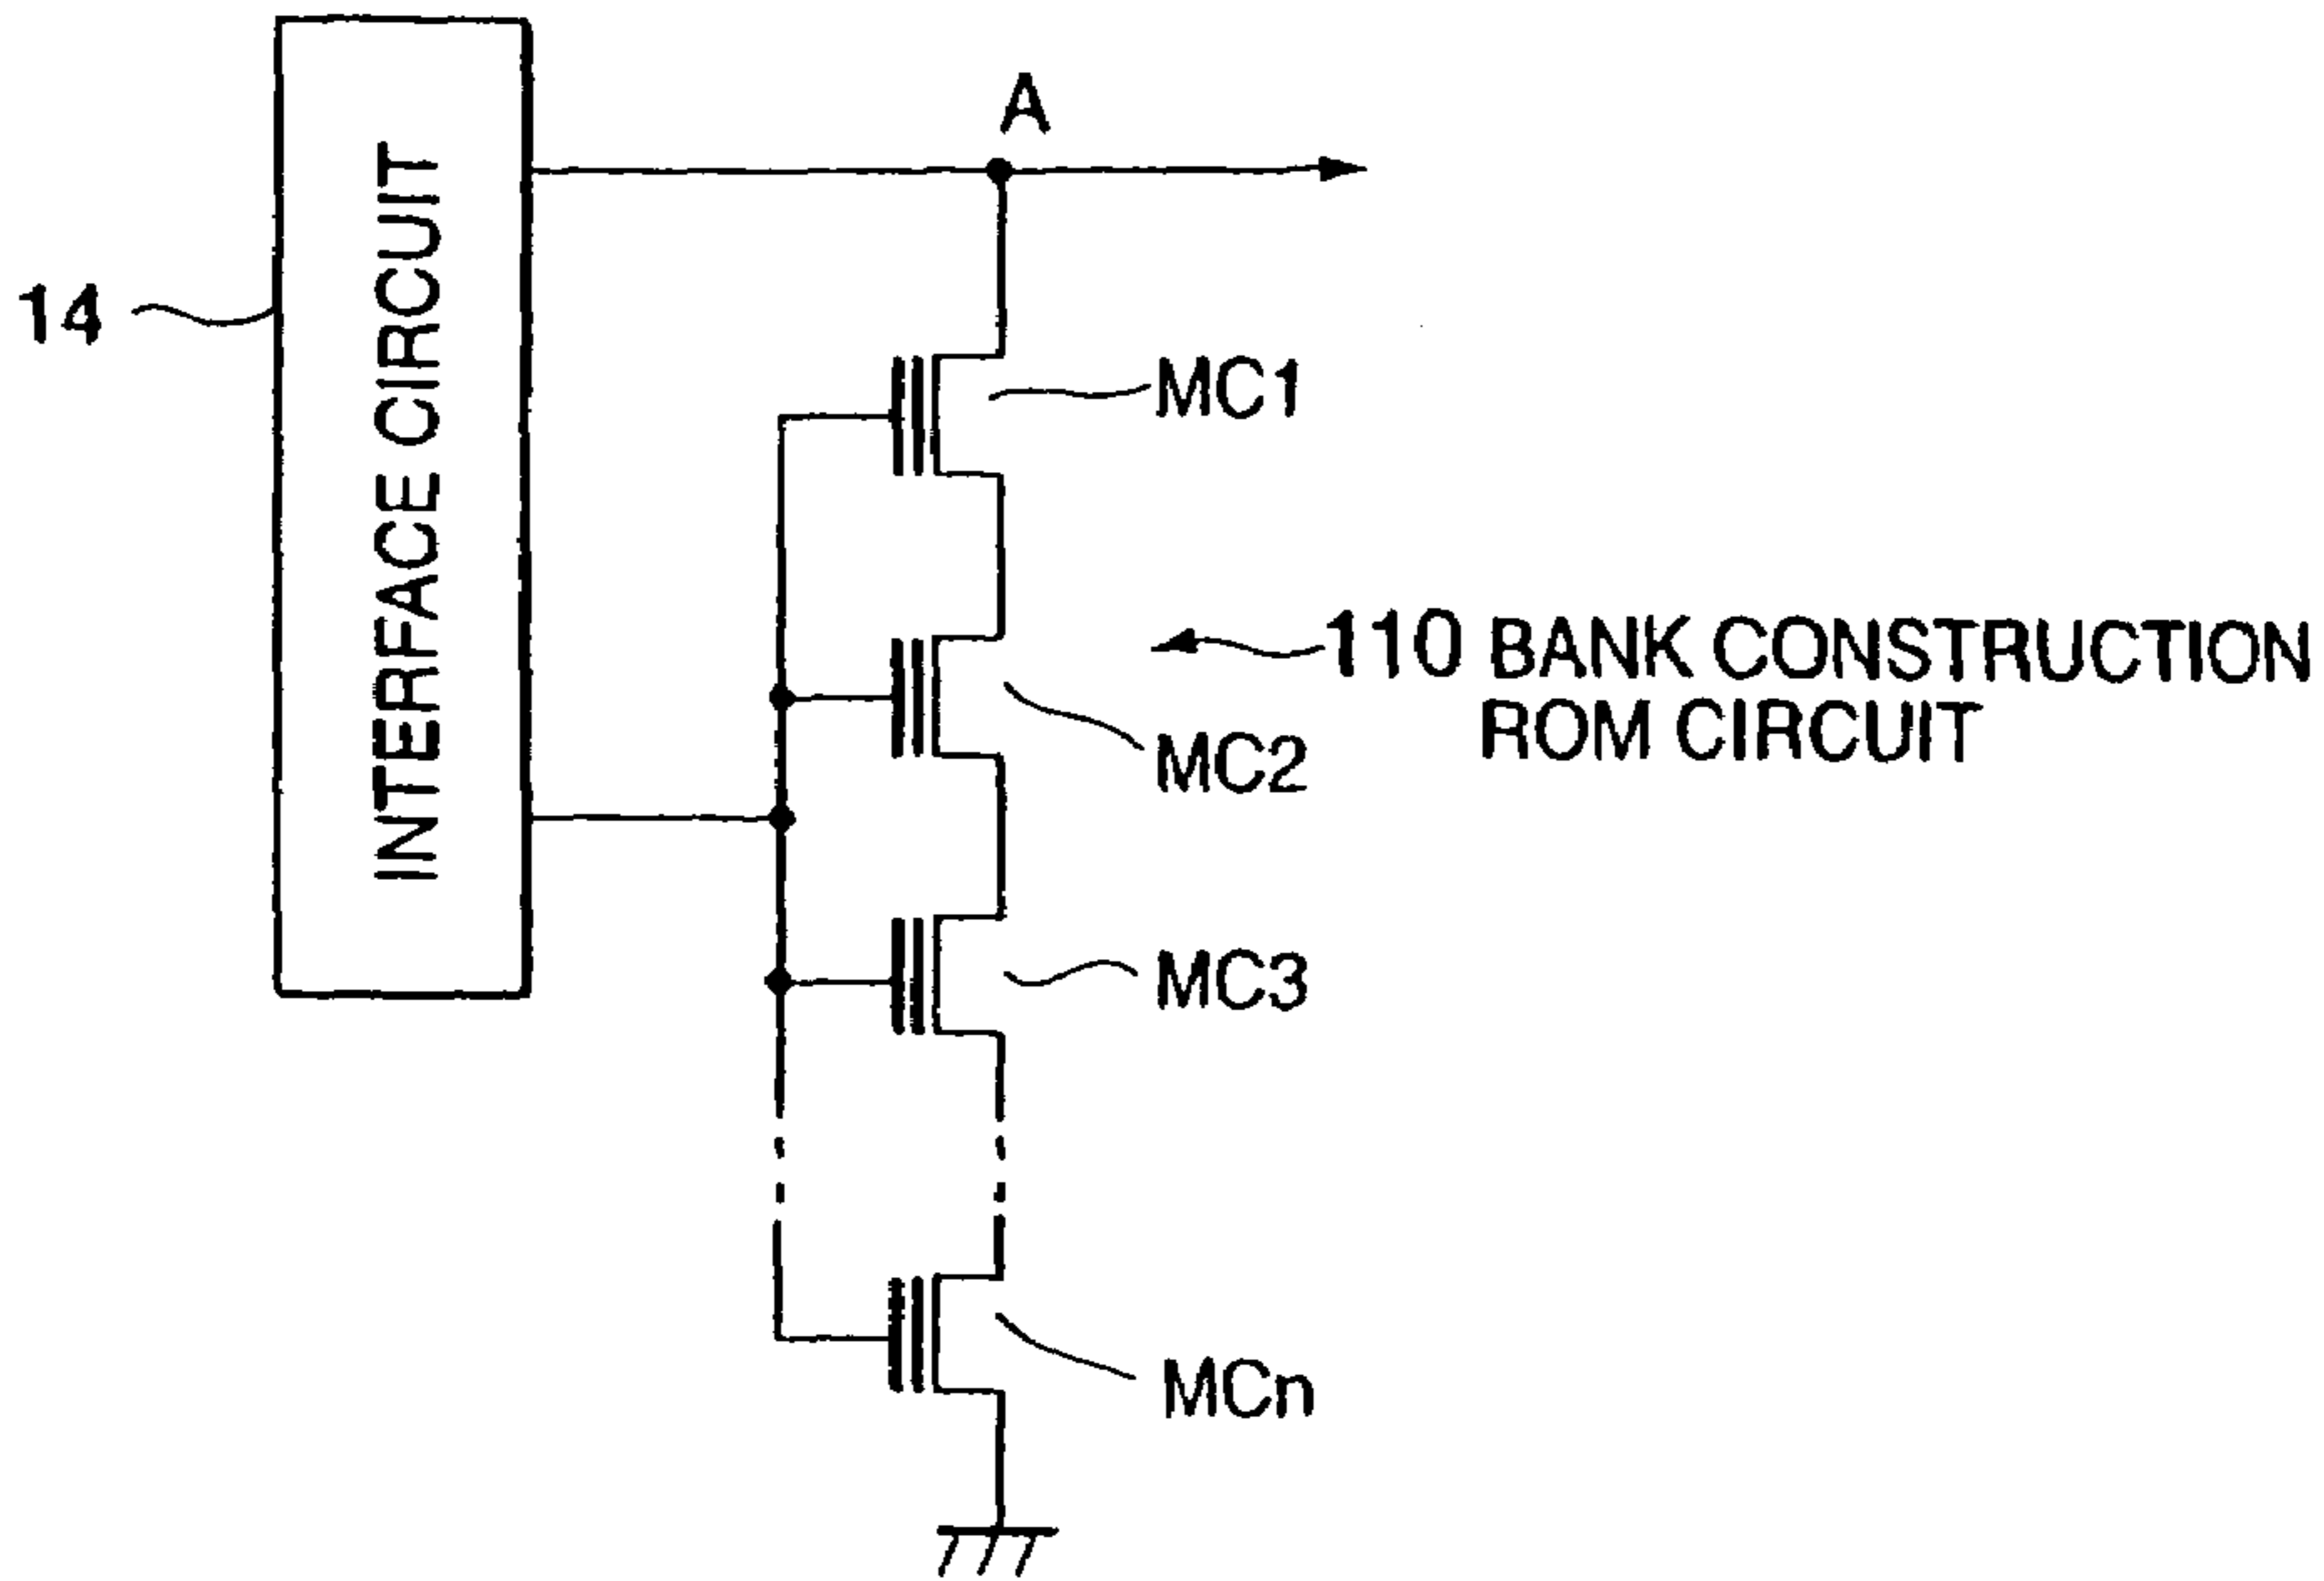 A
INTERFACE CIRCUIT
14
MC1
110 BANK CONSTRUCTION
ROM CIRCUIT
MC2
MC3
MCn